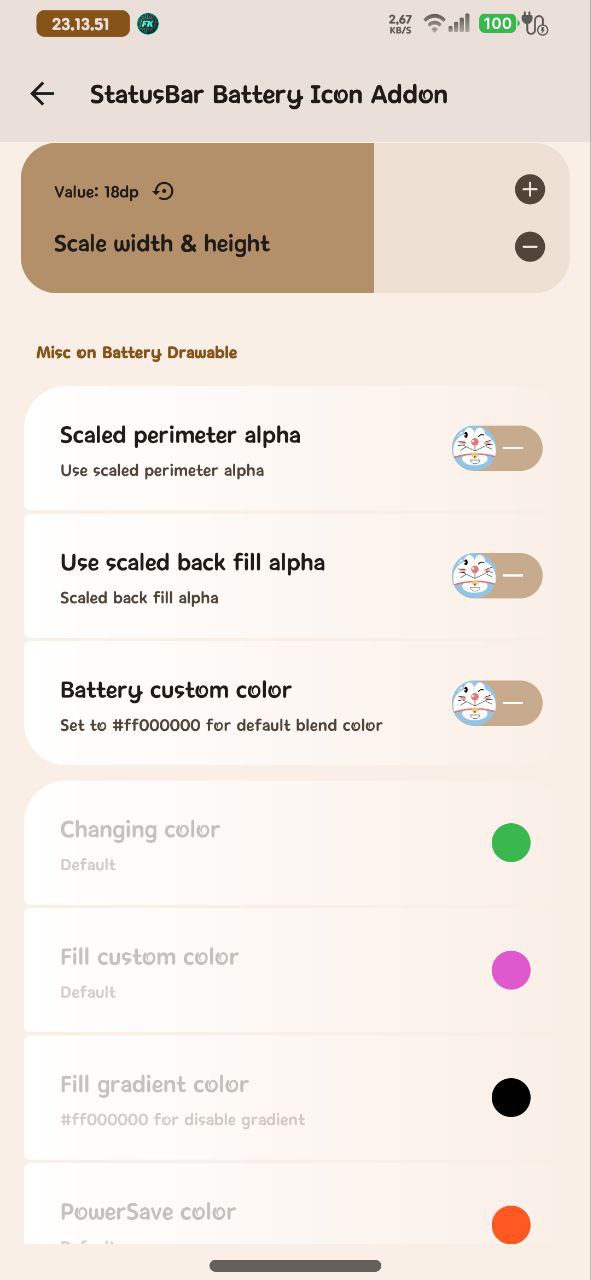 23.13.51
FK
2,67
KB/S
100
StatusBar Battery Icon Addon
Value: 18dp
Scale width & height
Misc on Battery Drawable
Scaled perimeter alpha
Use scaled perimeter alpha
Use scaled back fill alpha
Scaled back fill alpha
Battery custom color
Set to #ff000000 for default blend color
Changing color
Default
Fill custom color
Default
Fill gradient color
#ff000000 for disable gradient
PowerSave color